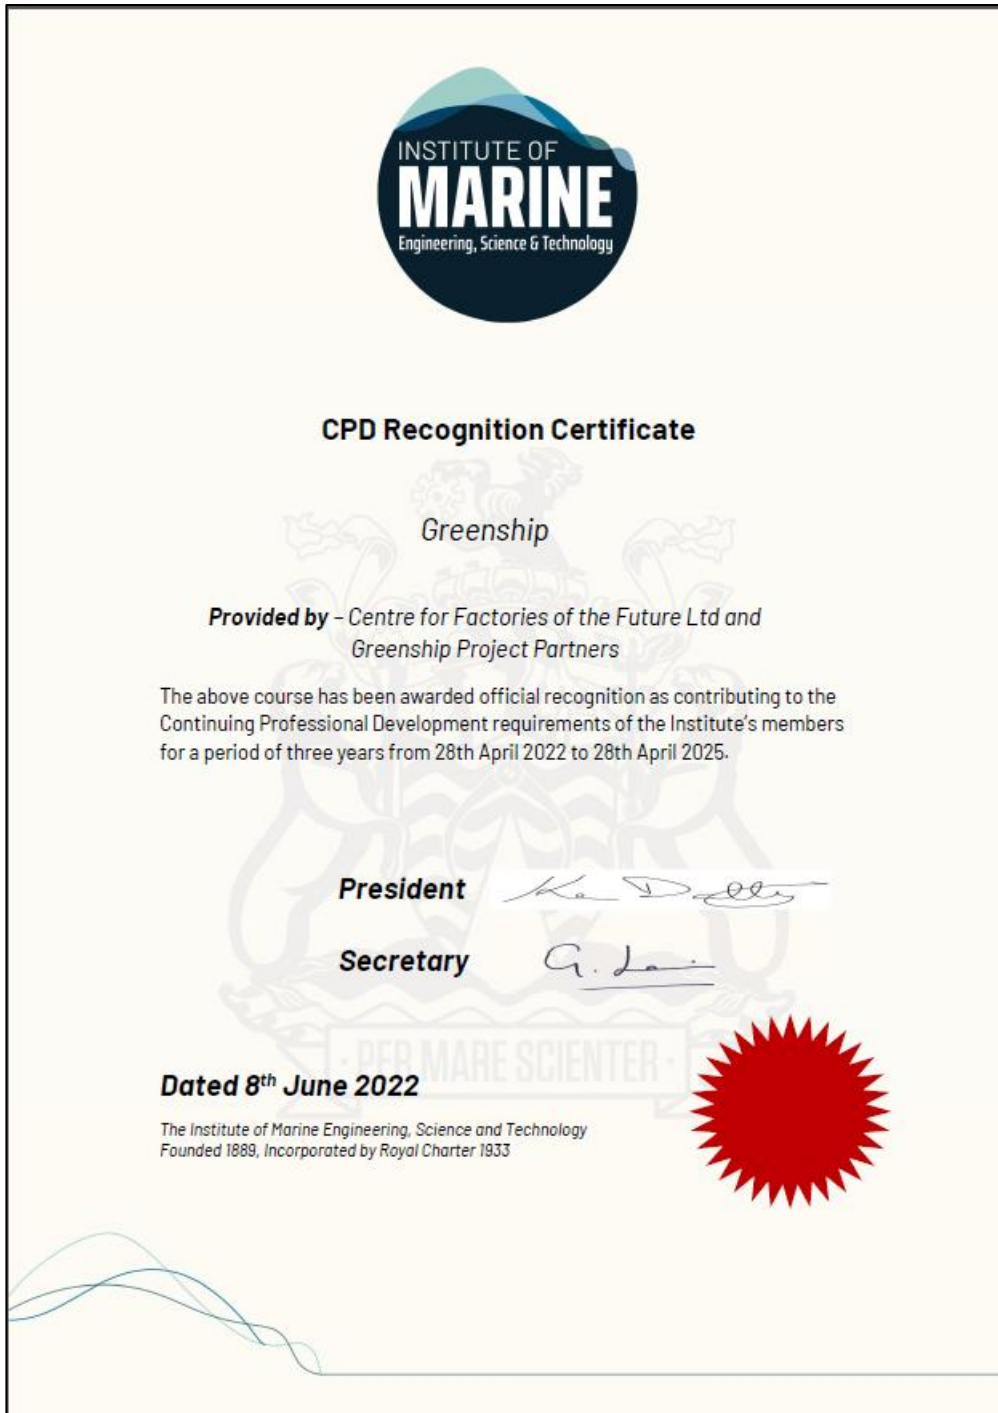 INSTITUTE OF
MARINE
Engineering, Science & Technology
CPD Recognition Certificate
Greenship
Provided by – Centre for Factories of the Future Ltd and
Greenship Project Partners
The above course has been awarded official recognition as contributing to the
Continuing Professional Development requirements of the Institute's members
for a period of three years from 28th April 2022 to 28th April 2025.
President
Secretary G. 
· PER MARE SCIENTER ·
Dated 8th June 2022
The Institute of Marine Engineering, Science and Technology
Founded 1889, Incorporated by Royal Charter 1933